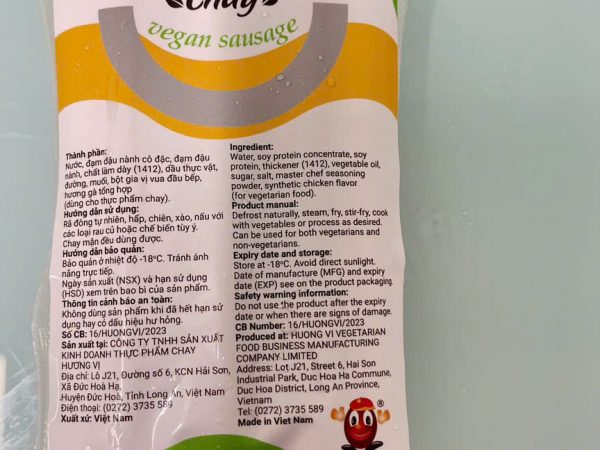 Chay
vegan sausage
Thành phần:
Nước, đạm đậu nành cô đặc, đạm đậu
nành, chất làm dày (1412), dầu thực vật,
đường, muối, bột gia vị vua đầu bếp,
hương gà tổng hợp
(dùng cho thực phẩm chay).
Hướng dẫn sử dụng:
Rã đông tự nhiên, hấp, chiên, xào, nấu với
các loại rau củ hoặc chế biến tùy ý.
Chay mặn đều dùng được.
Hướng dẫn bảo quản:
Bảo quản ở nhiệt độ -18°C. Tránh ánh
nắng trực tiếp.
Ngày sản xuất (NSX) và hạn sử dụng
(HSD) xem trên bao bì của sản phẩm.
Thông tin cảnh báo an toàn:
Không dùng sản phẩm khi đã hết hạn sử
dụng hay có dấu hiệu hư hỏng.
Số CB: 16/HUONGVI/2023
Sản xuất tại: CÔNG TY TNHH SẢN XUẤT
KINH DOANH THỰC PHẨM CHAY
HƯƠNG VỊ
Địa chỉ: Lô J21, Đường số 6, KCN Hải Sơn,
Xã Đức Hoà Hạ,
Huyện Đức Hoà, Tỉnh Long An, Việt Nam
Điện thoại: (0272) 3735 589
Xuất xứ: Việt Nam
Ingredient:
Water, soy protein concentrate, soy
protein, thickener (1412), vegetable oil,
sugar, salt, master chef seasoning
powder, synthetic chicken flavor
(for vegetarian food).
Product manual:
Defrost naturally, steam, fry, stir-fry, cook
with vegetables or process as desired.
Can be used for both vegetarians and
non-vegetarians.
Expiry date and storage:
Store at -18°C. Avoid direct sunlight.
Date of manufacture (MFG) and expiry
date (EXP) see on the product packaging.
Safety warning information:
Do not use the product after the expiry
date or when there are signs of damage.
CB Number: 16/HUONGVI/2023
Produced at: HUONG VI VEGETARIAN
FOOD BUSINESS MANUFACTURING
COMPANY LIMITED
Address: Lot J21, Street 6, Hai Son
Industrial Park, Duc Hoa Ha Commune,
Duc Hoa District, Long An Province,
Vietnam
Tel: (0272) 3735 589
Made in Viet Nam
®